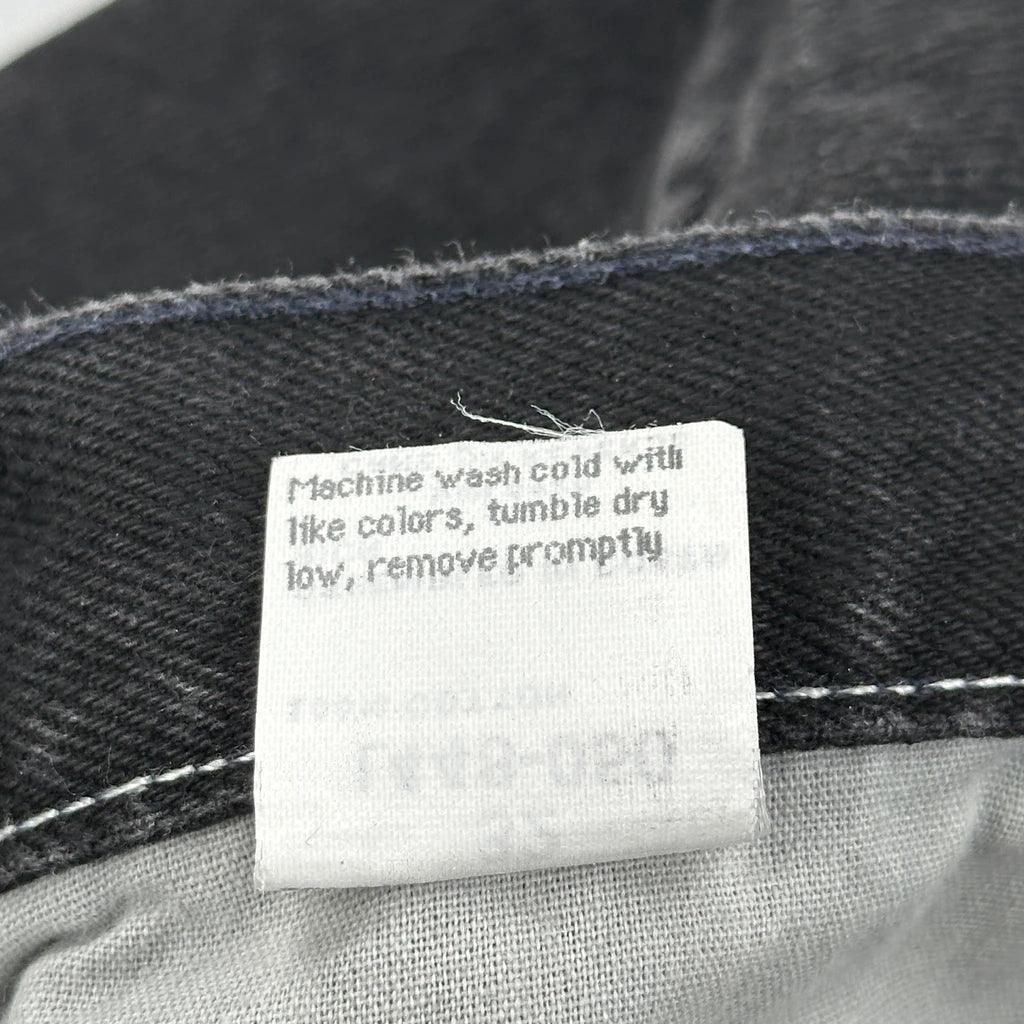 Machine wash cold with
like colors, tumble dry
low, remove promptly